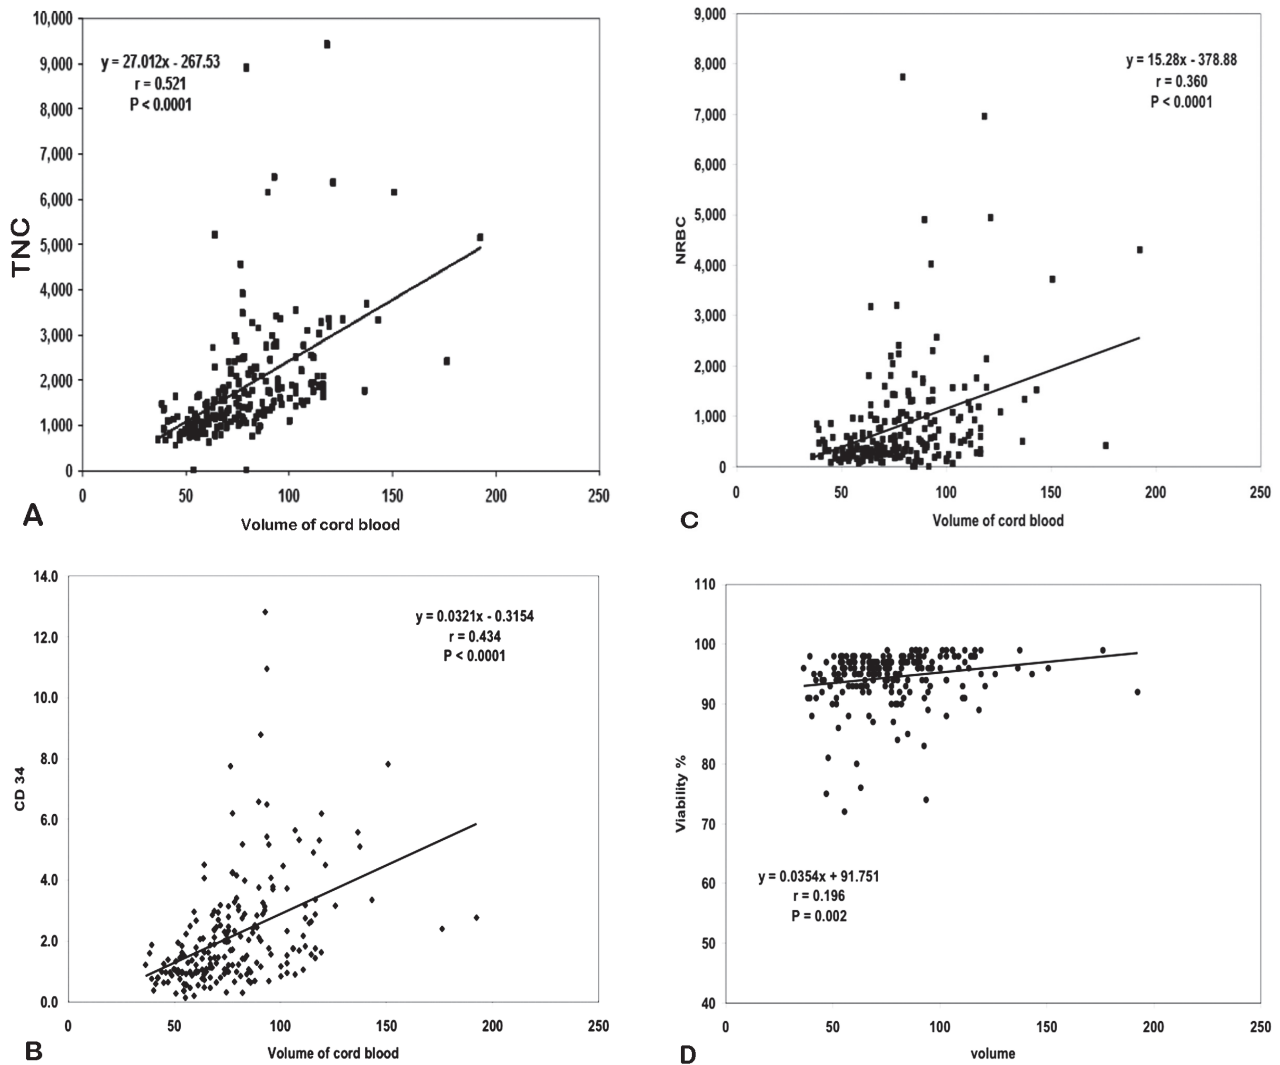 10,000
9,000
8,000
7,000
6,000
5,000
4,000
3,000
2,000
1,000
0
TNC
y = 27.012x - 267.53
r = 0.521
P < 0.0001
0 50 100 150 200 250
Volume of cord blood
A
9,000
8,000
7,000
6,000
5,000
4,000
3,000
2,000
1,000
0
NRBC
y = 15.28x - 378.88
r = 0.360
P < 0.0001
0 50 100 150 200 250
Volume of cord blood
C
14.0
12.0
10.0
8.0
6.0
4.0
2.0
0.0
CD 34
y = 0.0321x - 0.3154
r = 0.434
P < 0.0001
0 50 100 150 200 250
Volume of cord blood
B
110
100
90
80
70
60
50
40
Viability %
y = 0.0354x + 91.751
r = 0.196
P = 0.002
0 50 100 150 200 250
volume
D